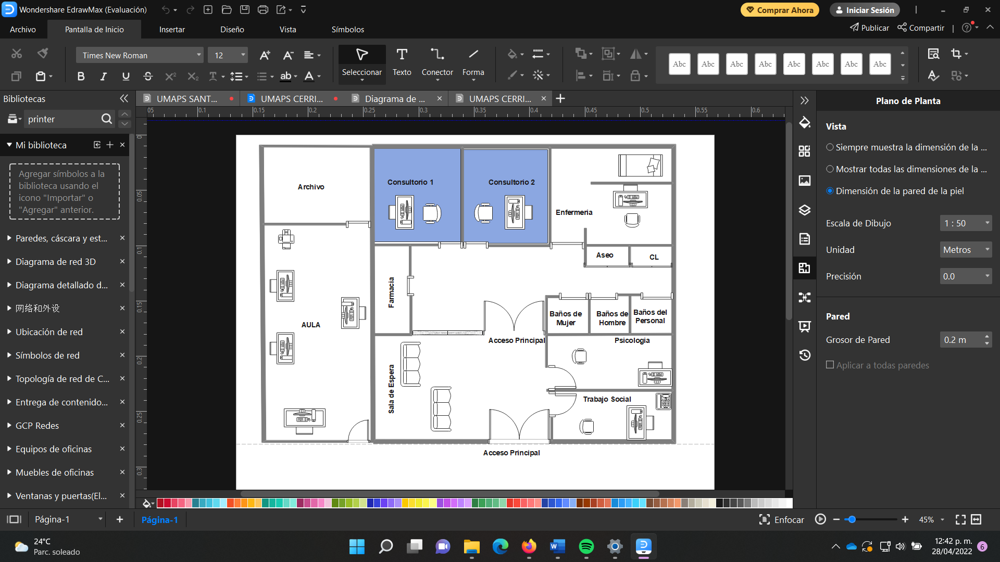 Wondershare EdrawMax (Evaluación)
Comprar Ahora
Iniciar Sesión
Archivo
Pantalla de Inicio
Insertar
Diseño
Vista
Símbolos
Publicar
Compartir
Times New Roman
12
Seleccionar
Texto
Conector
Forma
Abc Abc Abc Abc Abc Abc Abc Abc
Bibliotecas
printer
Mi biblioteca
Agregar símbolos a la
biblioteca usando el
icono "Importar" o
"Agregar" anterior.
Paredes, cáscara y est...
Diagrama de red 3D
Diagrama detallado d...
网络和外设
Ubicación de red
Símbolos de red
Topología de red de C...
Entrega de contenido...
GCP Redes
Equipos de oficinas
Muebles de oficinas
Ventanas y puertas(El...
UMAPS SANT...
UMAPS CERRI...
Diagrama de ...
UMAPS CERRI...
05 0.1 0.15 0.2 0.25 0.3 0.35 0.4 0.45 0.5 0.55 0.6
0
0.05
0.1
0.15
0.2
0.25
0.3
Archivo
Consultorio 1
Consultorio 2
Enfermeria
Aseo
CL
Farmacia
AULA
Baños de
Mujer
Baños de
Hombre
Baños del
Personal
Acceso Principal
Psicologia
Sala de Espera
Trabajo Social
Acceso Principal
Plano de Planta
Vista
Siempre muestra la dimensión de la ...
Mostrar todas las dimensiones de la ...
Dimensión de la pared de la piel
Escala de Dibujo
1 : 50
Unidad
Metros
Precisión
0.0
Pared
Grosor de Pared
0.2 m
Aplicar a todas paredes
Página-1
Página-1
Enfocar
45%
24°C
Parc. soleado
12:42 p. m.
28/04/2022
6